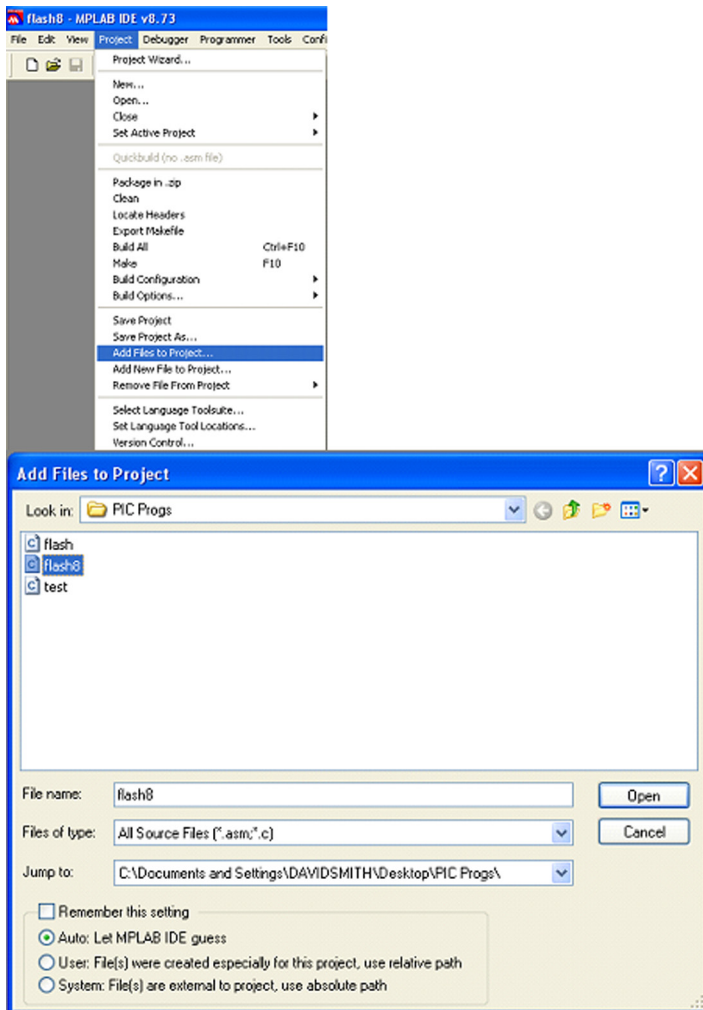 flash8 - MPLAB IDE v8.73
File Edit View Project Debugger Programmer Tools Confi
Project Wizard...
New...
Open...
Close
Set Active Project
Quickbuild (no .asm file)
Package in .zip
Clean
Locate Headers
Export Makefile
Build All Ctrl+F10
Make F10
Build Configuration
Build Options...
Save Project
Save Project As...
Add Files to Project...
Add New File to Project...
Remove File From Project
Select Language Toolsuite...
Set Language Tool Locations...
Version Control...
Add Files to Project
Look in: PIC Progs
flash
flash8
test
File name: flash8 Open
Files of type: All Source Files (*.asm;*.c) Cancel
Jump to: C:\Documents and Settings\DAVIDSMITH\Desktop\PIC Progs\
Remember this setting
Auto: Let MPLAB IDE guess
User: File(s) were created especially for this project, use relative path
System: File(s) are external to project, use absolute path